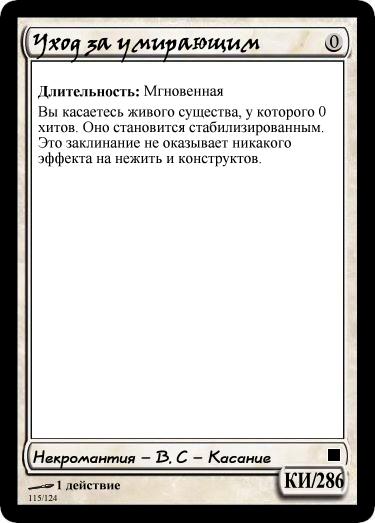 Уход за умирающим 0
Длительность: Мгновенная
Вы касаетесь живого существа, у которого 0
хитов. Оно становится стабилизированным.
Это заклинание не оказывает никакого
эффекта на нежить и конструктов.
Некромантия – В, С – Касание
КИ/286
1 действие
115/124